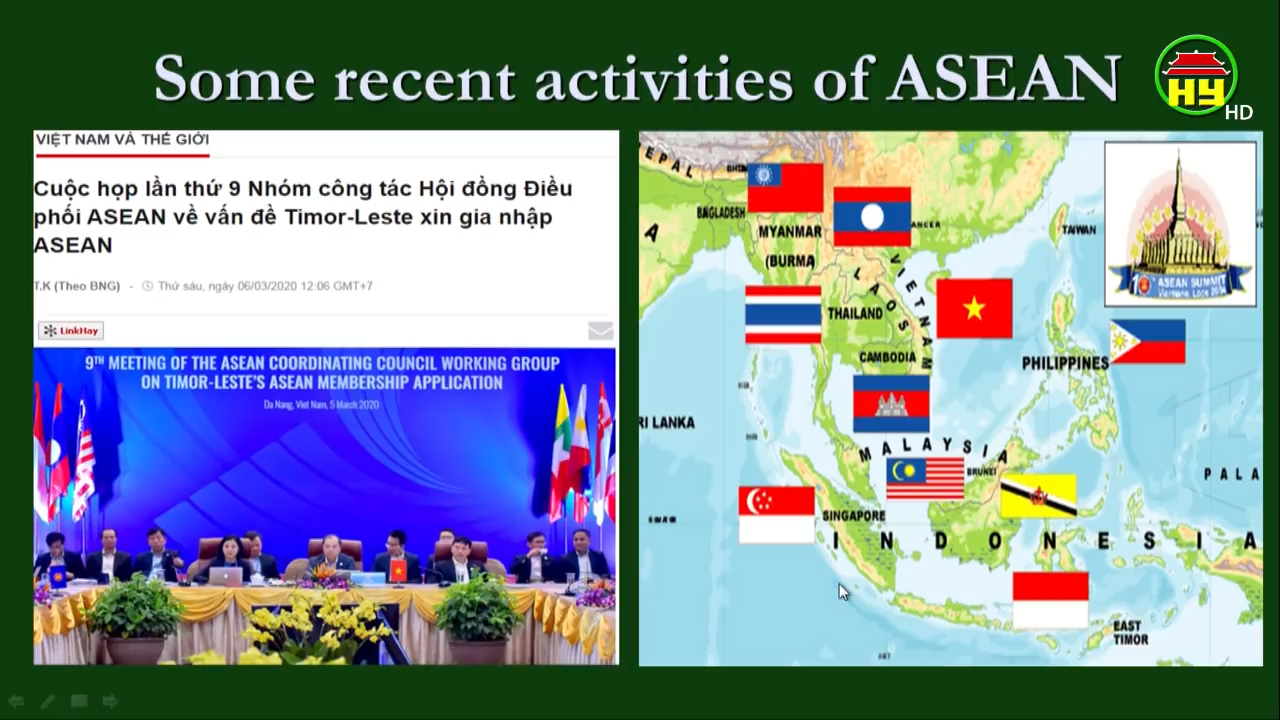 Some recent activities of ASEAN
HY
HD
VIỆT NAM VÀ THẾ GIỚI
Cuộc họp lần thứ 9 Nhóm công tác Hội đồng Điều
phối ASEAN về vấn đề Timor-Leste xin gia nhập
ASEAN
T.K (Theo BNG) - Thứ sáu, ngày 06/03/2020 12:06 GMT+7
LinkHay
9TH MEETING OF THE ASEAN COORDINATING COUNCIL WORKING GROUP
ON TIMOR-LESTE'S ASEAN MEMBERSHIP APPLICATION
Da Nang, Viet Nam, 5 March 2020
EPAL
BANGLADESH
A
MYANMAR
(BURMA)
LAOS
VIETNAM
THAILAND
CAMBODIA
TAIWAN
ASEAN SUMMIT
PHILIPPINES
RI LANKA
MALAYSIA
BRUNEI
PALA
SINGAPORE
INDONESIA
EAST
TIMOR